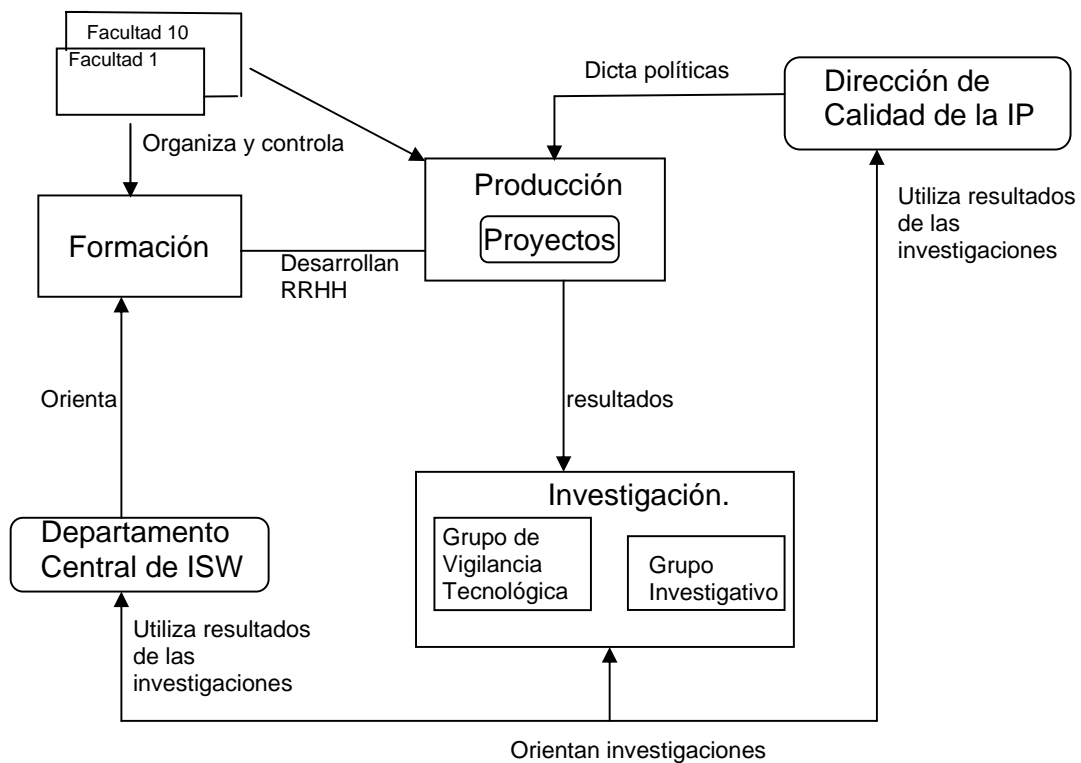 Facultad 10
Facultad 1
Dicta políticas
Dirección de
Calidad de la IP
Organiza y controla
Producción
Proyectos
Utiliza resultados
de las
investigaciones
Formación
Desarrollan
RRHH
Orienta
resultados
Investigación.
Grupo de
Vigilancia
Tecnológica
Grupo
Investigativo
Departamento
Central de ISW
Utiliza resultados
de las
investigaciones
Orientan investigaciones